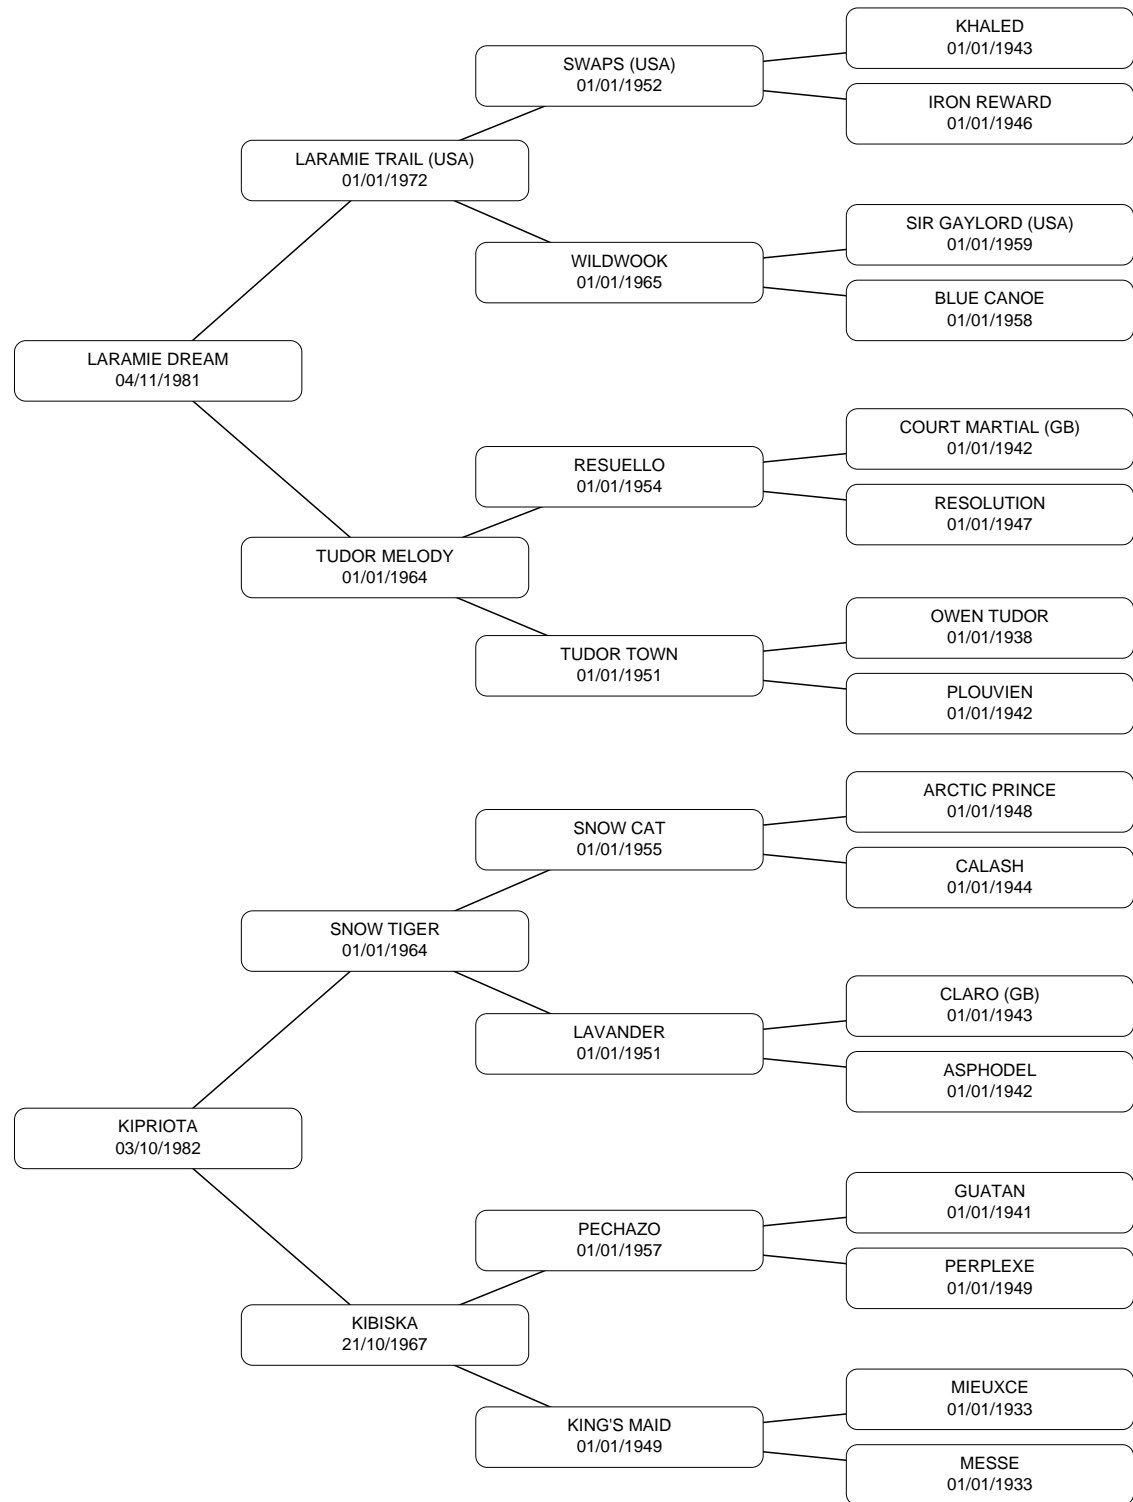 KHALED
01/01/1943
SWAPS (USA)
01/01/1952
IRON REWARD
01/01/1946
LARAMIE TRAIL (USA)
01/01/1972
SIR GAYLORD (USA)
01/01/1959
WILDWOOK
01/01/1965
BLUE CANOE
01/01/1958
LARAMIE DREAM
04/11/1981
COURT MARTIAL (GB)
01/01/1942
RESUELLO
01/01/1954
RESOLUTION
01/01/1947
TUDOR MELODY
01/01/1964
OWEN TUDOR
01/01/1938
TUDOR TOWN
01/01/1951
PLOUVIEN
01/01/1942
ARCTIC PRINCE
01/01/1948
SNOW CAT
01/01/1955
CALASH
01/01/1944
SNOW TIGER
01/01/1964
CLARO (GB)
01/01/1943
LAVANDER
01/01/1951
ASPHODEL
01/01/1942
KIPRIOTA
03/10/1982
GUATAN
01/01/1941
PECHAZO
01/01/1957
PERPLEXE
01/01/1949
KIBISKA
21/10/1967
MIEUXCE
01/01/1933
KING'S MAID
01/01/1949
MESSE
01/01/1933